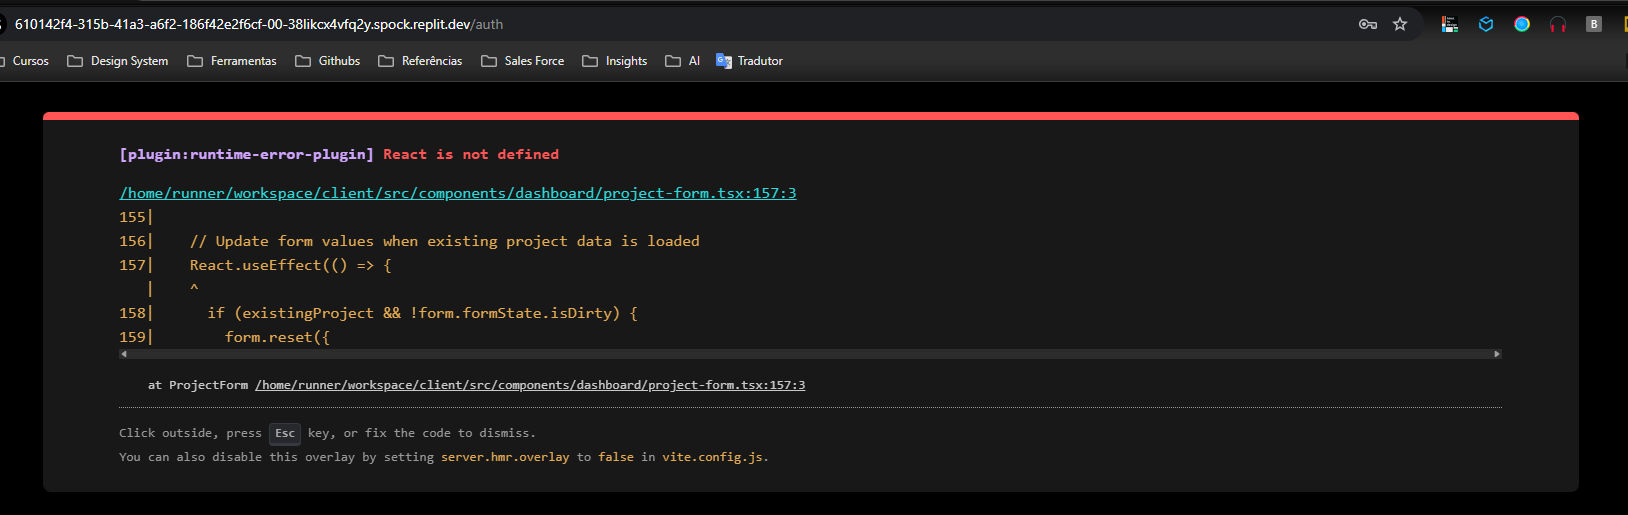 610142f4-315b-41a3-a6f2-186f42e2f6cf-00-38likcx4vfq2y.spock.replit.dev/auth
B
Cursos Design System Ferramentas Githubs Referências Sales Force Insights AI Tradutor
[plugin:runtime-error-plugin] React is not defined
/home/runner/workspace/client/src/components/dashboard/project-form.tsx:157:3
155|
156|    // Update form values when existing project data is loaded
157|    React.useEffect(() => {
   |    ^
158|      if (existingProject && !form.formState.isDirty) {
159|        form.reset({
at ProjectForm /home/runner/workspace/client/src/components/dashboard/project-form.tsx:157:3
Click outside, press Esc key, or fix the code to dismiss.
You can also disable this overlay by setting server.hmr.overlay to false in vite.config.js.